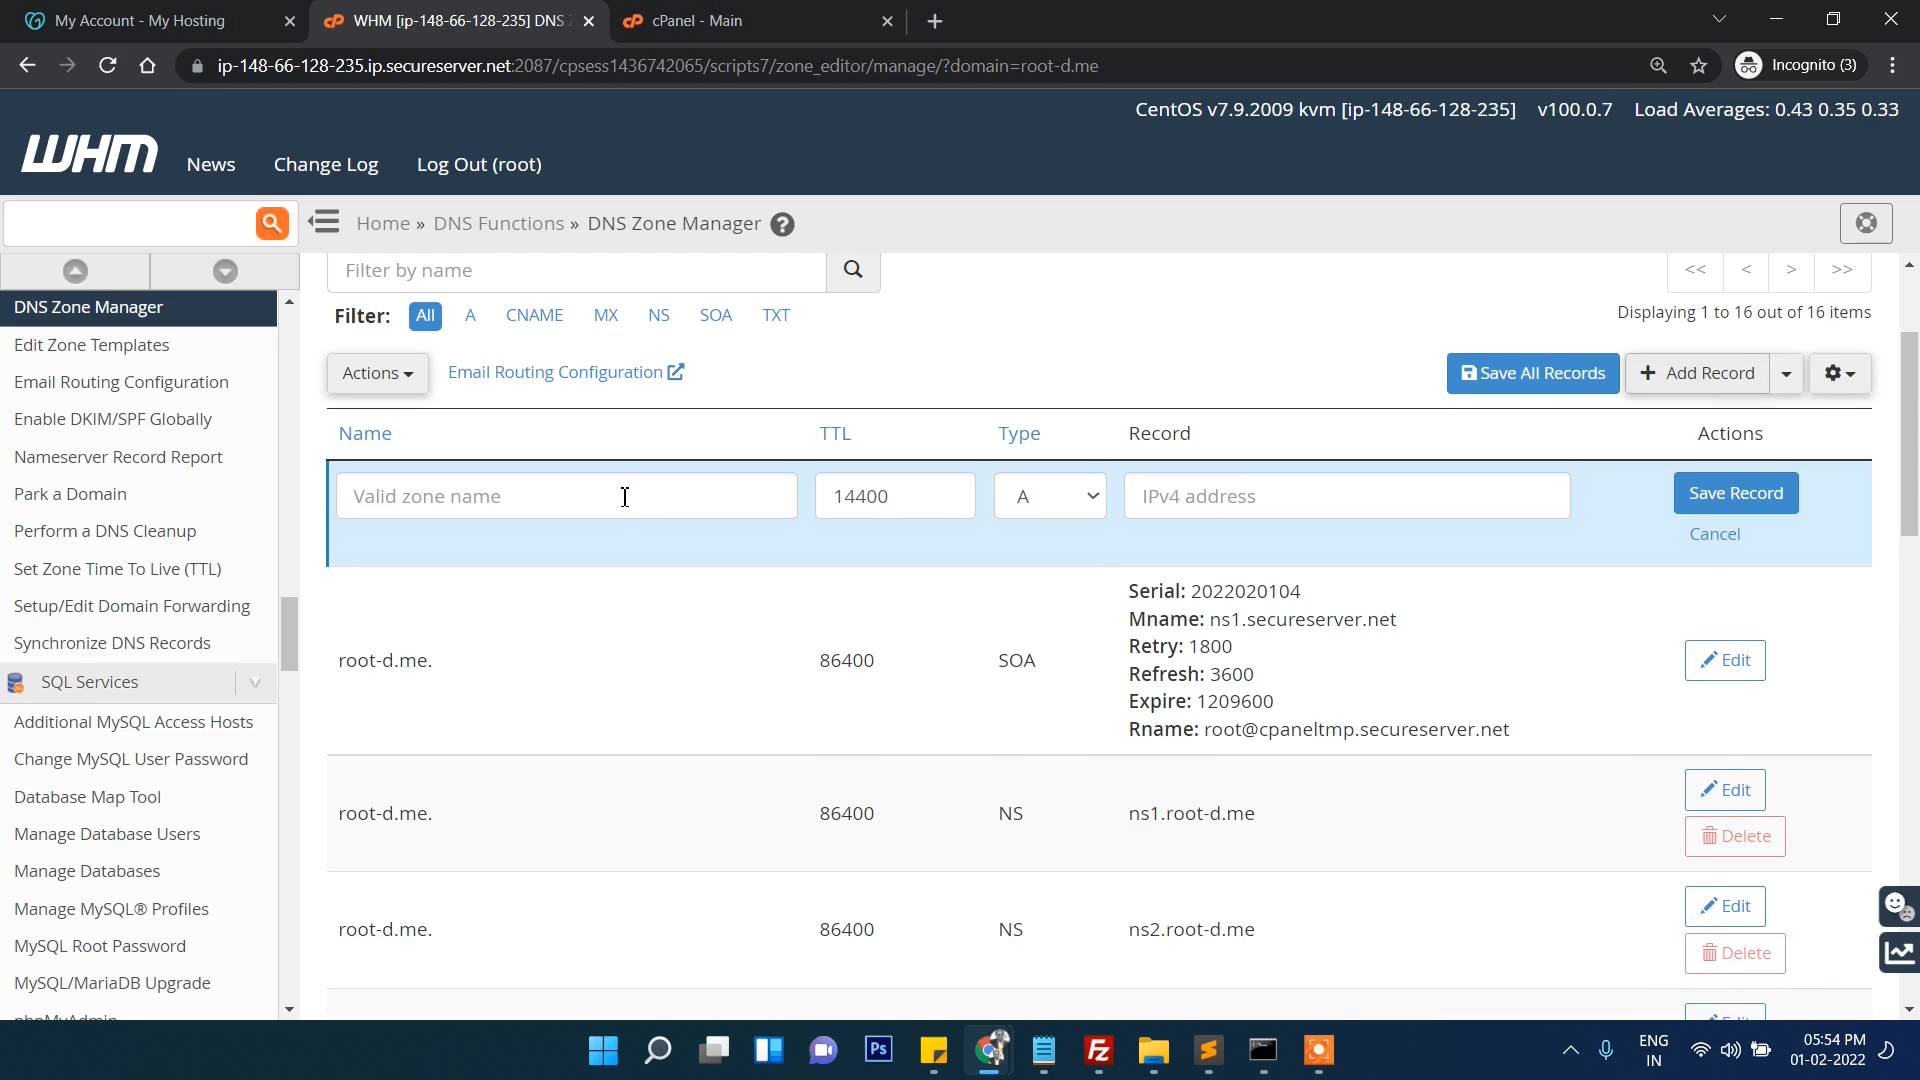 My Account - My Hosting
WHM [ip-148-66-128-235] DNS
cPanel - Main
ip-148-66-128-235.ip.secureserver.net:2087/cpsess1436742065/scripts7/zone_editor/manage/?domain=root-d.me
Incognito (3)
CentOS v7.9.2009 kvm [ip-148-66-128-235] v100.0.7 Load Averages: 0.43 0.35 0.33
WHM
News
Change Log
Log Out (root)
Home » DNS Functions » DNS Zone Manager
Filter by name
<< < > >>
Filter: All A CNAME MX NS SOA TXT
Displaying 1 to 16 out of 16 items
Actions
Email Routing Configuration
Save All Records
+ Add Record
Name TTL Type Record Actions
Valid zone name 14400 A IPv4 address Save Record
Cancel
root-d.me. 86400 SOA
Serial: 2022020104
Mname: ns1.secureserver.net
Retry: 1800
Refresh: 3600
Expire: 1209600
Rname: root@cpaneltmp.secureserver.net
Edit
root-d.me. 86400 NS ns1.root-d.me
Edit
Delete
root-d.me. 86400 NS ns2.root-d.me
Edit
Delete
DNS Zone Manager
Edit Zone Templates
Email Routing Configuration
Enable DKIM/SPF Globally
Nameserver Record Report
Park a Domain
Perform a DNS Cleanup
Set Zone Time To Live (TTL)
Setup/Edit Domain Forwarding
Synchronize DNS Records
SQL Services
Additional MySQL Access Hosts
Change MySQL User Password
Database Map Tool
Manage Database Users
Manage Databases
Manage MySQL® Profiles
MySQL Root Password
MySQL/MariaDB Upgrade
phpMyAdmin
Ps
Fz
ENG
IN
05:54 PM
01-02-2022